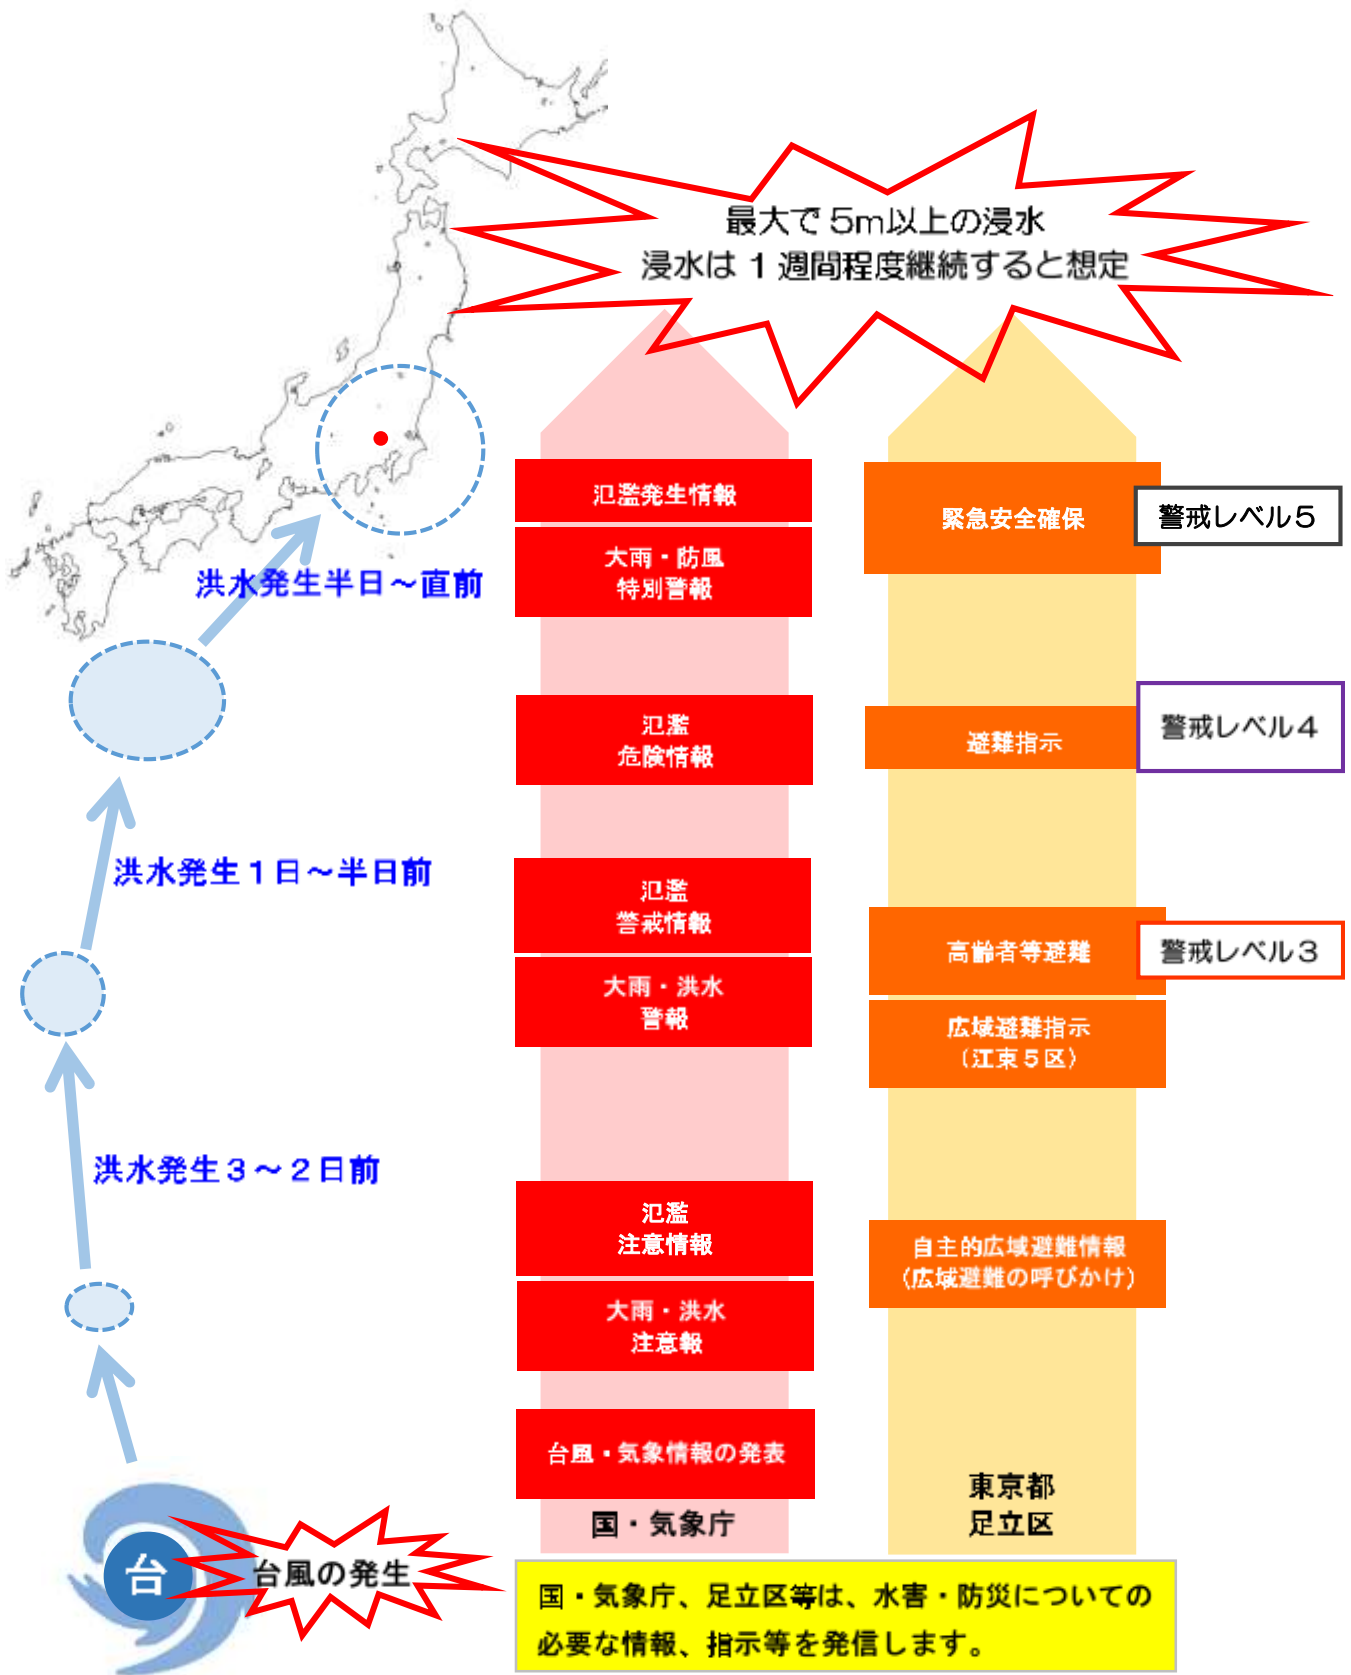 最大で5m以上の浸水
浸水は1週間程度継続すると想定
氾濫発生情報
緊急安全確保
警戒レベル5
大雨・防風
特別警報
洪水発生半日～直前
氾濫
危険情報
避難指示
警戒レベル4
洪水発生1日～半日前
氾濫
警戒情報
高齢者等避難
警戒レベル3
大雨・洪水
警報
広域避難指示
（江東5区）
洪水発生3～2日前
氾濫
注意情報
自主的広域避難情報
（広域避難の呼びかけ）
大雨・洪水
注意報
台風・気象情報の発表
国・気象庁
東京都
足立区
台
台風の発生
国・気象庁、足立区等は、水害・防災についての
必要な情報、指示等を発信します。